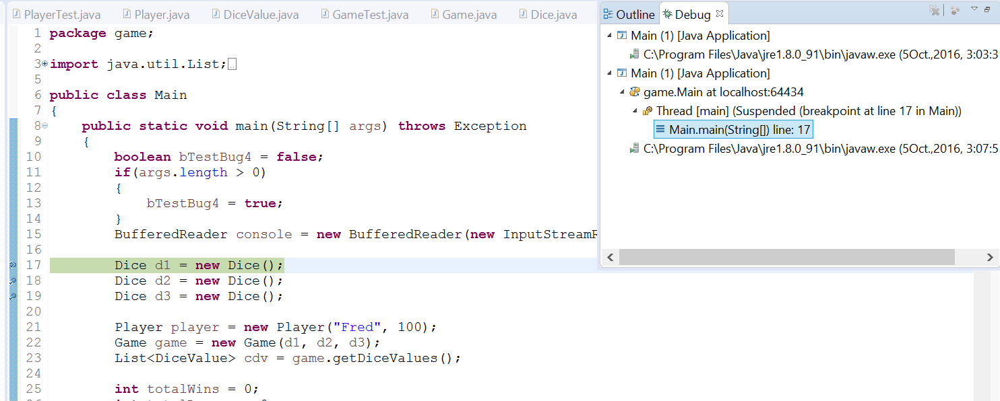 PlayerTest.java Player.java DiceValue.java GameTest.java Game.java Dice.java
1 package game;
2
3 import java.util.List;
5
6 public class Main
7 {
8 public static void main(String[] args) throws Exception
9 {
10 boolean bTestBug4 = false;
11 if(args.length > 0)
12 {
13 bTestBug4 = true;
14 }
15 BufferedReader console = new BufferedReader(new InputStreamR
16
17 Dice d1 = new Dice();
18 Dice d2 = new Dice();
19 Dice d3 = new Dice();
20
21 Player player = new Player("Fred", 100);
22 Game game = new Game(d1, d2, d3);
23 List<DiceValue> cdv = game.getDiceValues();
24
25 int totalWins = 0;
Outline Debug
Main (1) [Java Application]
C:\Program Files\Java\jre1.8.0_91\bin\javaw.exe (5Oct.,2016, 3:03:3
Main (1) [Java Application]
game.Main at localhost:64434
Thread [main] (Suspended (breakpoint at line 17 in Main))
Main.main(String[]) line: 17
C:\Program Files\Java\jre1.8.0_91\bin\javaw.exe (5Oct.,2016, 3:07:5